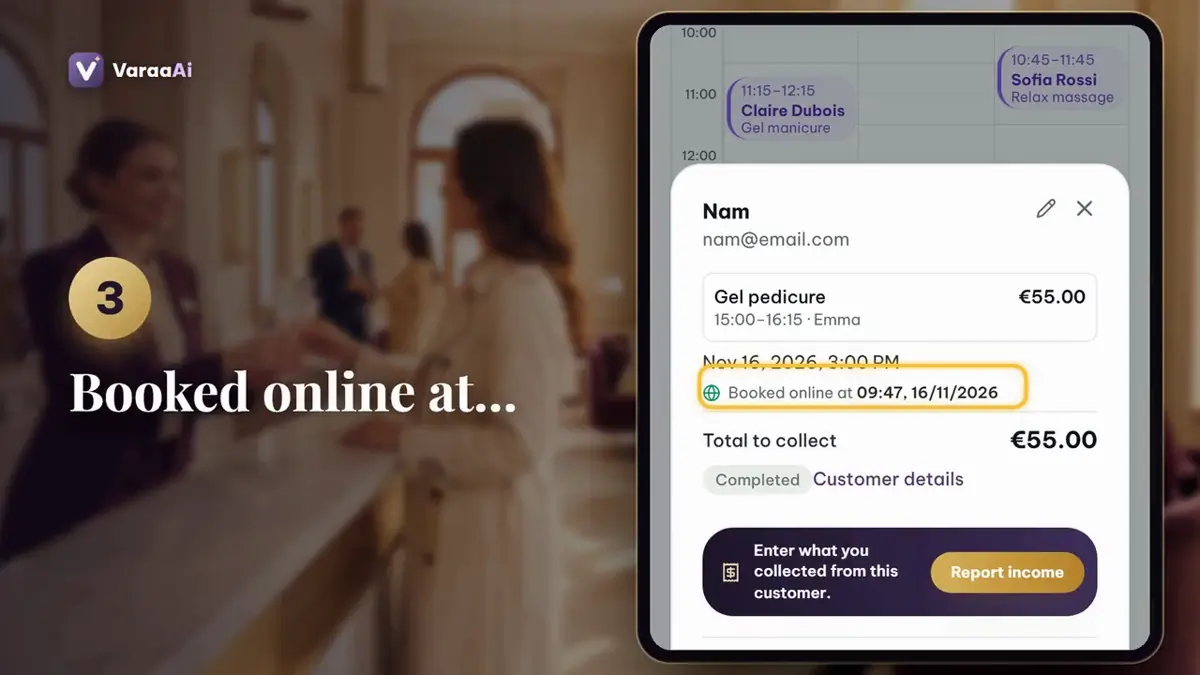 VaraaAi
3
Booked online at...
10:00
11:00
12:00
11:15–12:15
Claire Dubois
Gel manicure
10:45–11:45
Sofia Rossi
Relax massage
Nam
nam@email.com
Gel pedicure €55.00
15:00–16:15 · Emma
Nov 16, 2026, 3:00 PM
Booked online at 09:47, 16/11/2026
Total to collect €55.00
Completed Customer details
Enter what you
collected from this
customer.
Report income